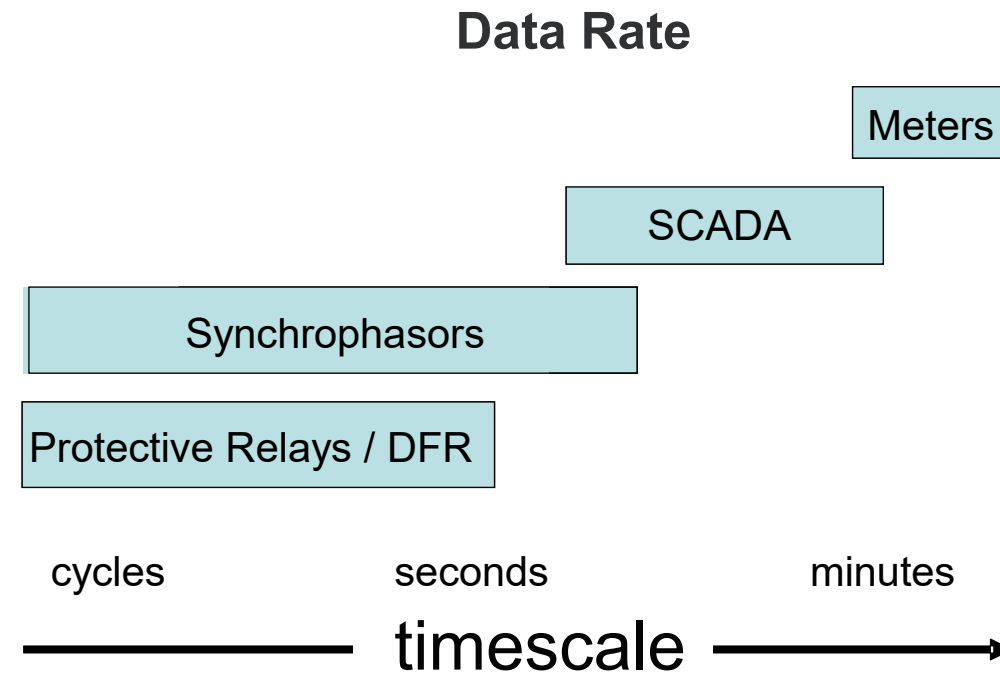 Data Rate
Meters
SCADA
Synchrophasors
Protective Relays / DFR
cycles seconds minutes
timescale